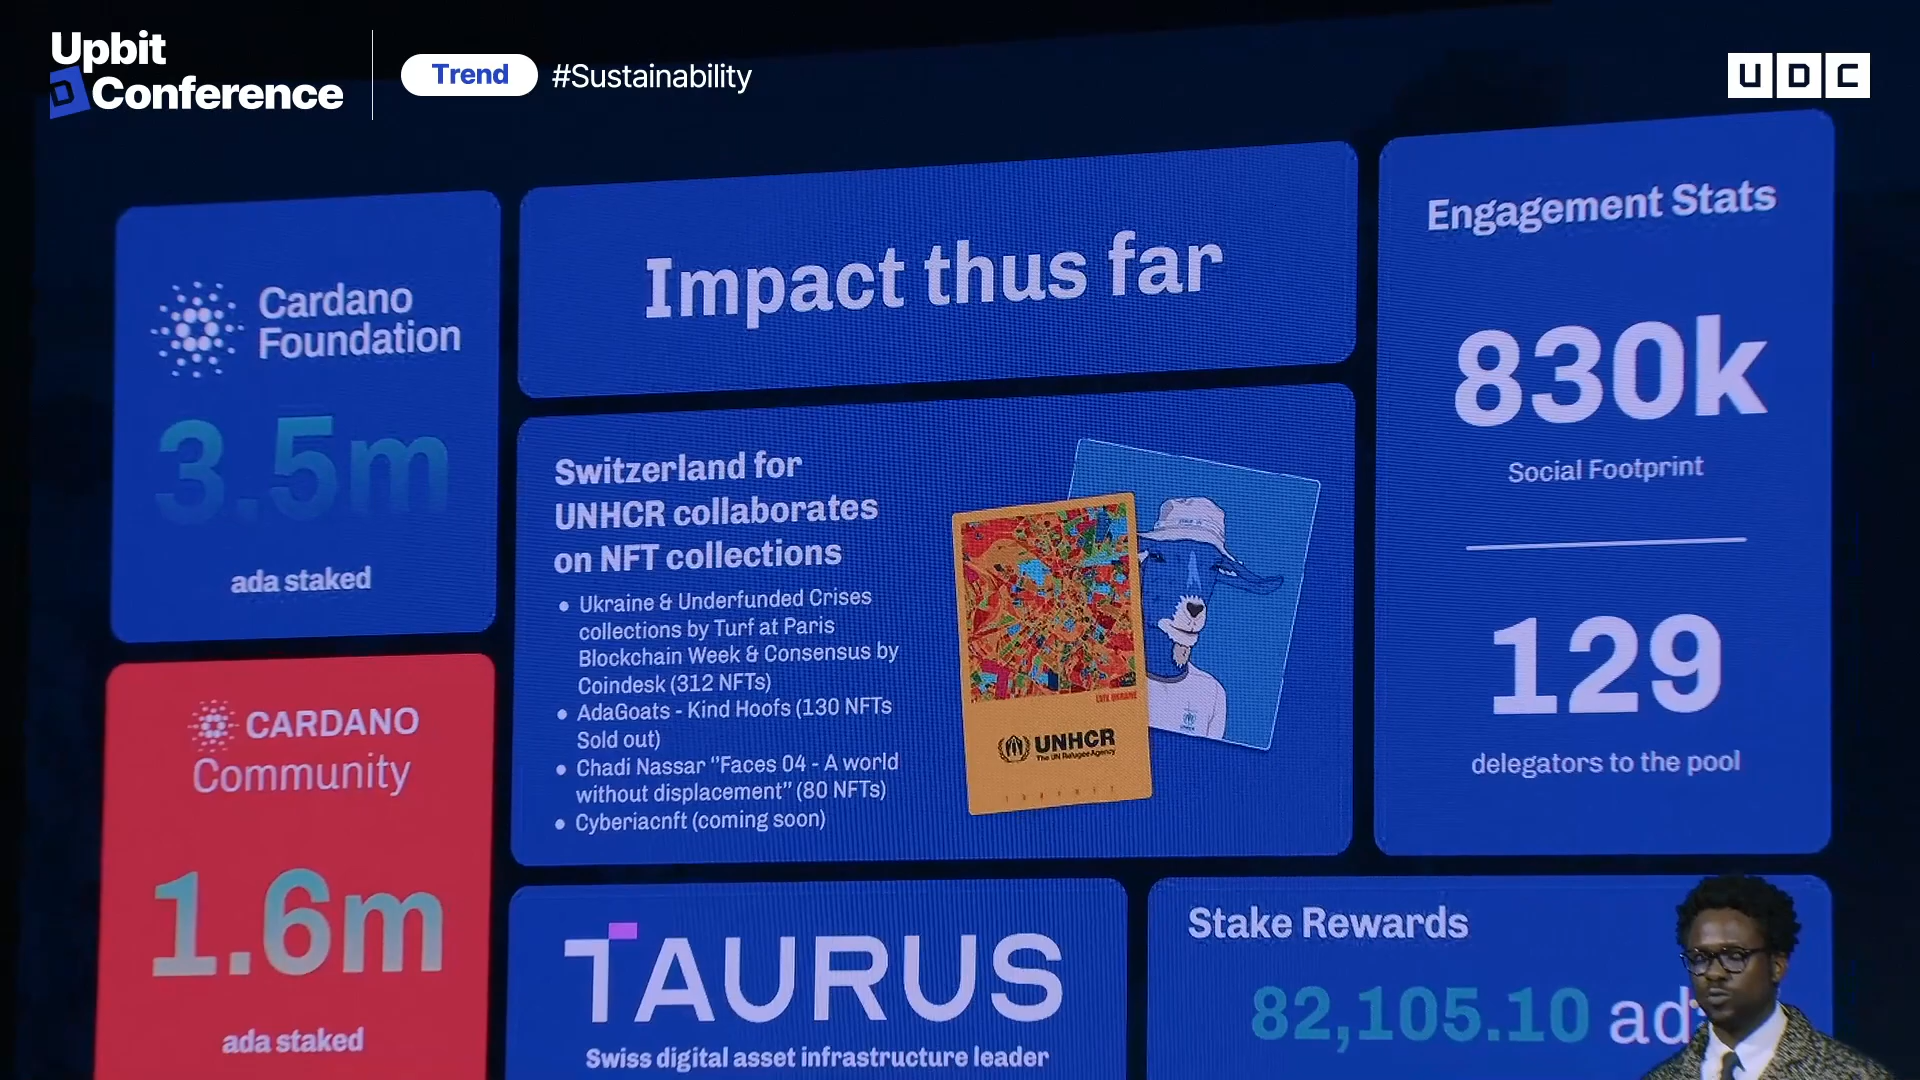 Upbit
D Conference
Trend
#Sustainability
UDC
Cardano
Foundation
3.5m
ada staked
CARDANO
Community
1.6m
ada staked
Impact thus far
Switzerland for
UNHCR collaborates
on NFT collections
● Ukraine & Underfunded Crises
collections by Turf at Paris
Blockchain Week & Consensus by
Coindesk (312 NFTs)
● AdaGoats - Kind Hoofs (130 NFTs
Sold out)
● Chadi Nassar "Faces 04 - A world
without displacement" (80 NFTs)
● Cyberiacnft (coming soon)
UNHCR
The UN Refugee Agency
TAURUS
Swiss digital asset infrastructure leader
Engagement Stats
830k
Social Footprint
129
delegators to the pool
Stake Rewards
82,105.10 ad